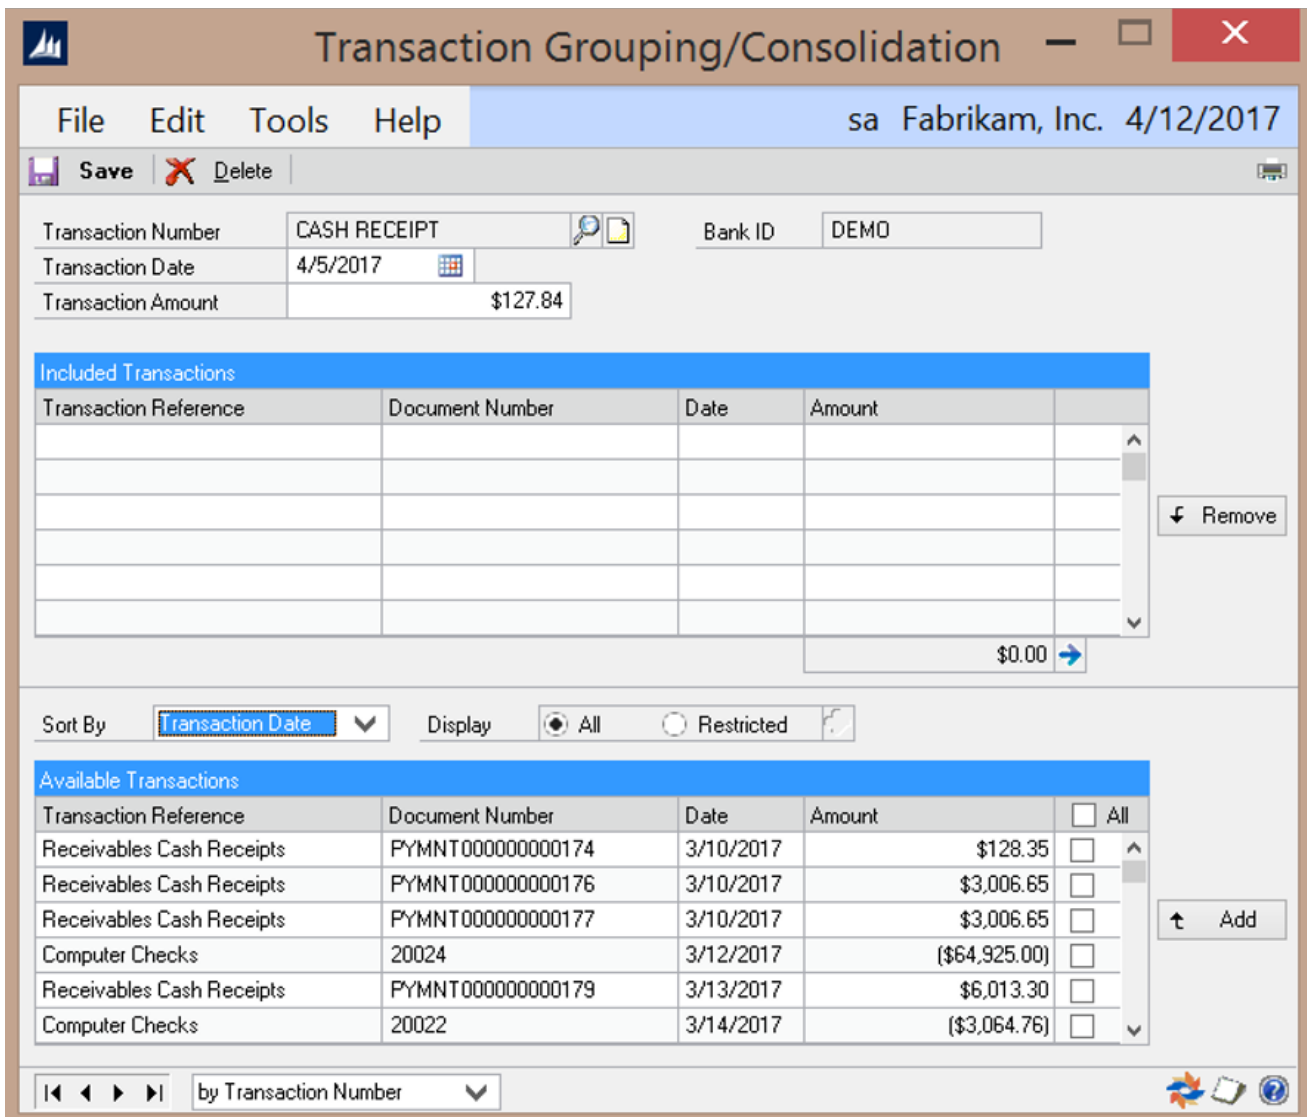 Transaction Grouping/Consolidation
File Edit Tools Help sa Fabrikam, Inc. 4/12/2017
Save Delete
Transaction Number CASH RECEIPT Bank ID DEMO
Transaction Date 4/5/2017
Transaction Amount $127.84
Included Transactions
Transaction Reference Document Number Date Amount
Remove
$0.00
Sort By Transaction Date Display All Restricted
Available Transactions
Transaction Reference Document Number Date Amount All
Receivables Cash Receipts PYMNT000000000174 3/10/2017 $128.35
Receivables Cash Receipts PYMNT000000000176 3/10/2017 $3,006.65
Receivables Cash Receipts PYMNT000000000177 3/10/2017 $3,006.65 Add
Computer Checks 20024 3/12/2017 ($64,925.00)
Receivables Cash Receipts PYMNT000000000179 3/13/2017 $6,013.30
Computer Checks 20022 3/14/2017 ($3,064.76)
by Transaction Number